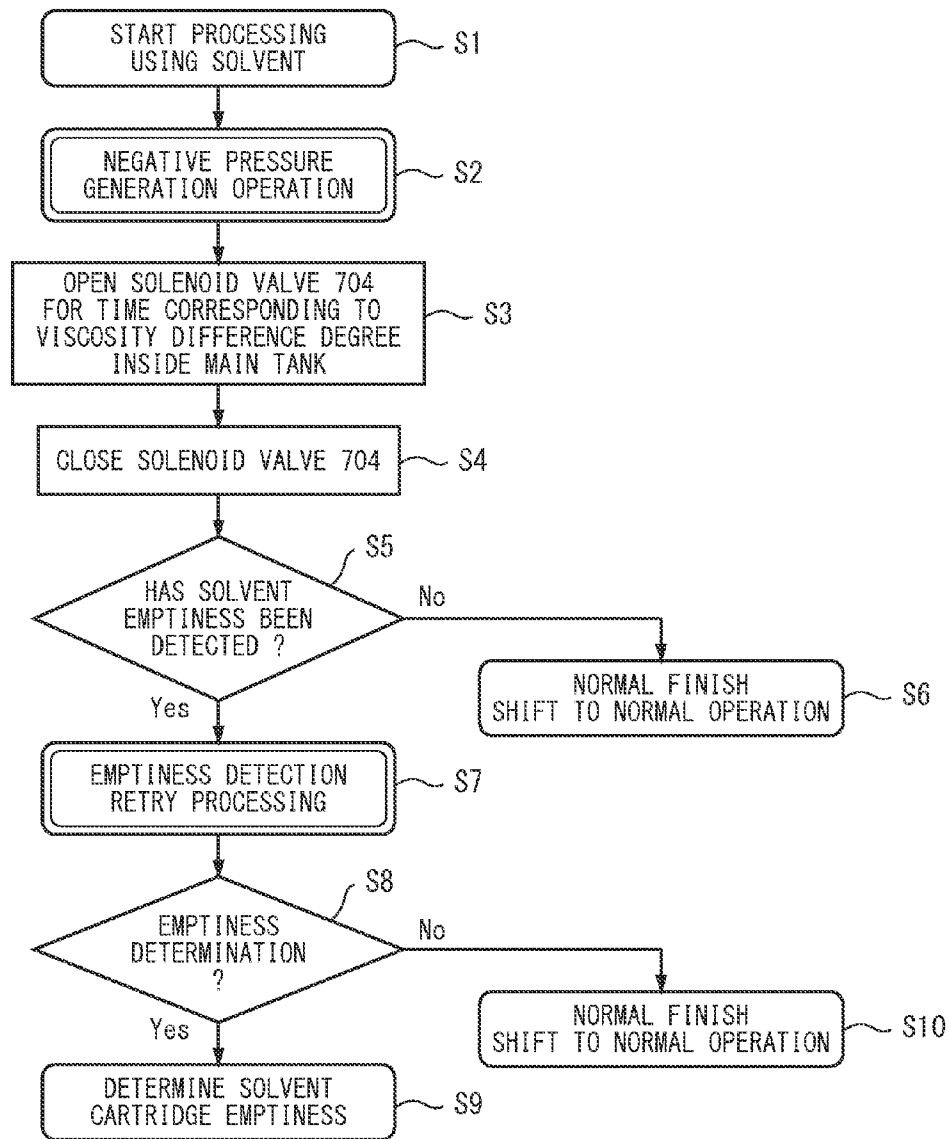 START PROCESSING
USING SOLVENT
S1
NEGATIVE PRESSURE
GENERATION OPERATION
S2
OPEN SOLENOID VALVE 704
FOR TIME CORRESPONDING TO
VISCOSITY DIFFERENCE DEGREE
INSIDE MAIN TANK
S3
CLOSE SOLENOID VALVE 704
S4
S5
HAS SOLVENT
EMPTINESS BEEN
DETECTED ?
No
Yes
NORMAL FINISH
SHIFT TO NORMAL OPERATION
S6
EMPTINESS DETECTION
RETRY PROCESSING
S7
S8
EMPTINESS
DETERMINATION
?
No
Yes
NORMAL FINISH
SHIFT TO NORMAL OPERATION
S10
DETERMINE SOLVENT
CARTRIDGE EMPTINESS
S9